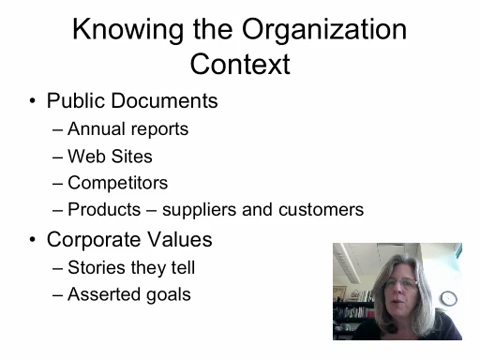 Knowing the Organization
Context
• Public Documents
– Annual reports
– Web Sites
– Competitors
– Products – suppliers and customers
• Corporate Values
– Stories they tell
– Asserted goals